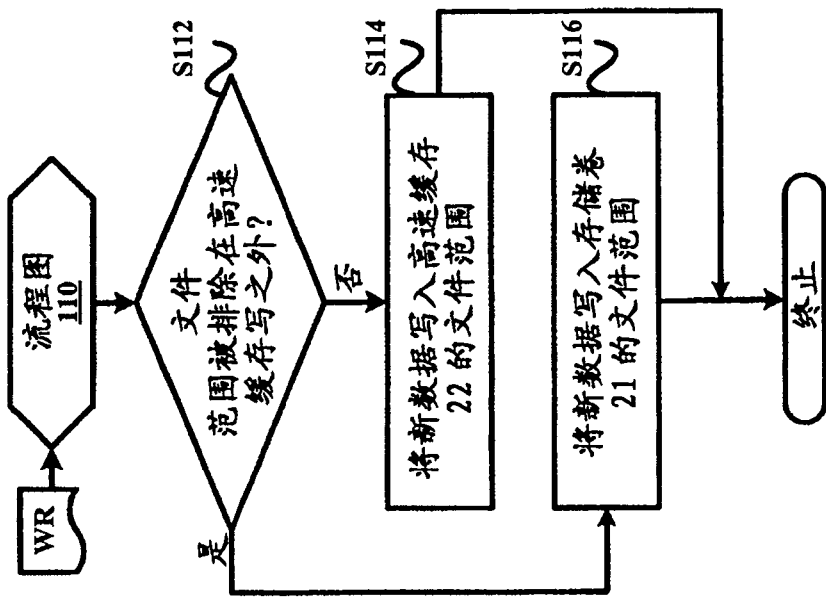 WR
流程图
110
S112
文件
范围被排除在高速
缓存写之外?
是
否
S114
将新数据写入高速缓存
22 的文件范围
S116
将新数据写入存储卷
21 的文件范围
终止